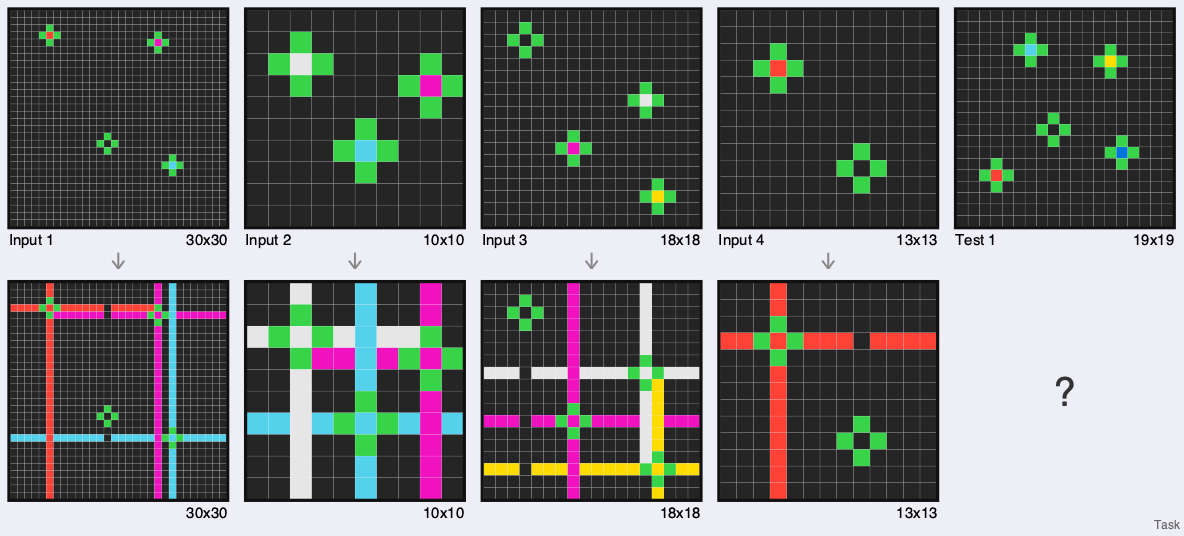 Input 1 30x30
Input 2 10x10
Input 3 18x18
Input 4 13x13
Test 1 19x19
30x30
10x10
18x18
13x13
?
Task